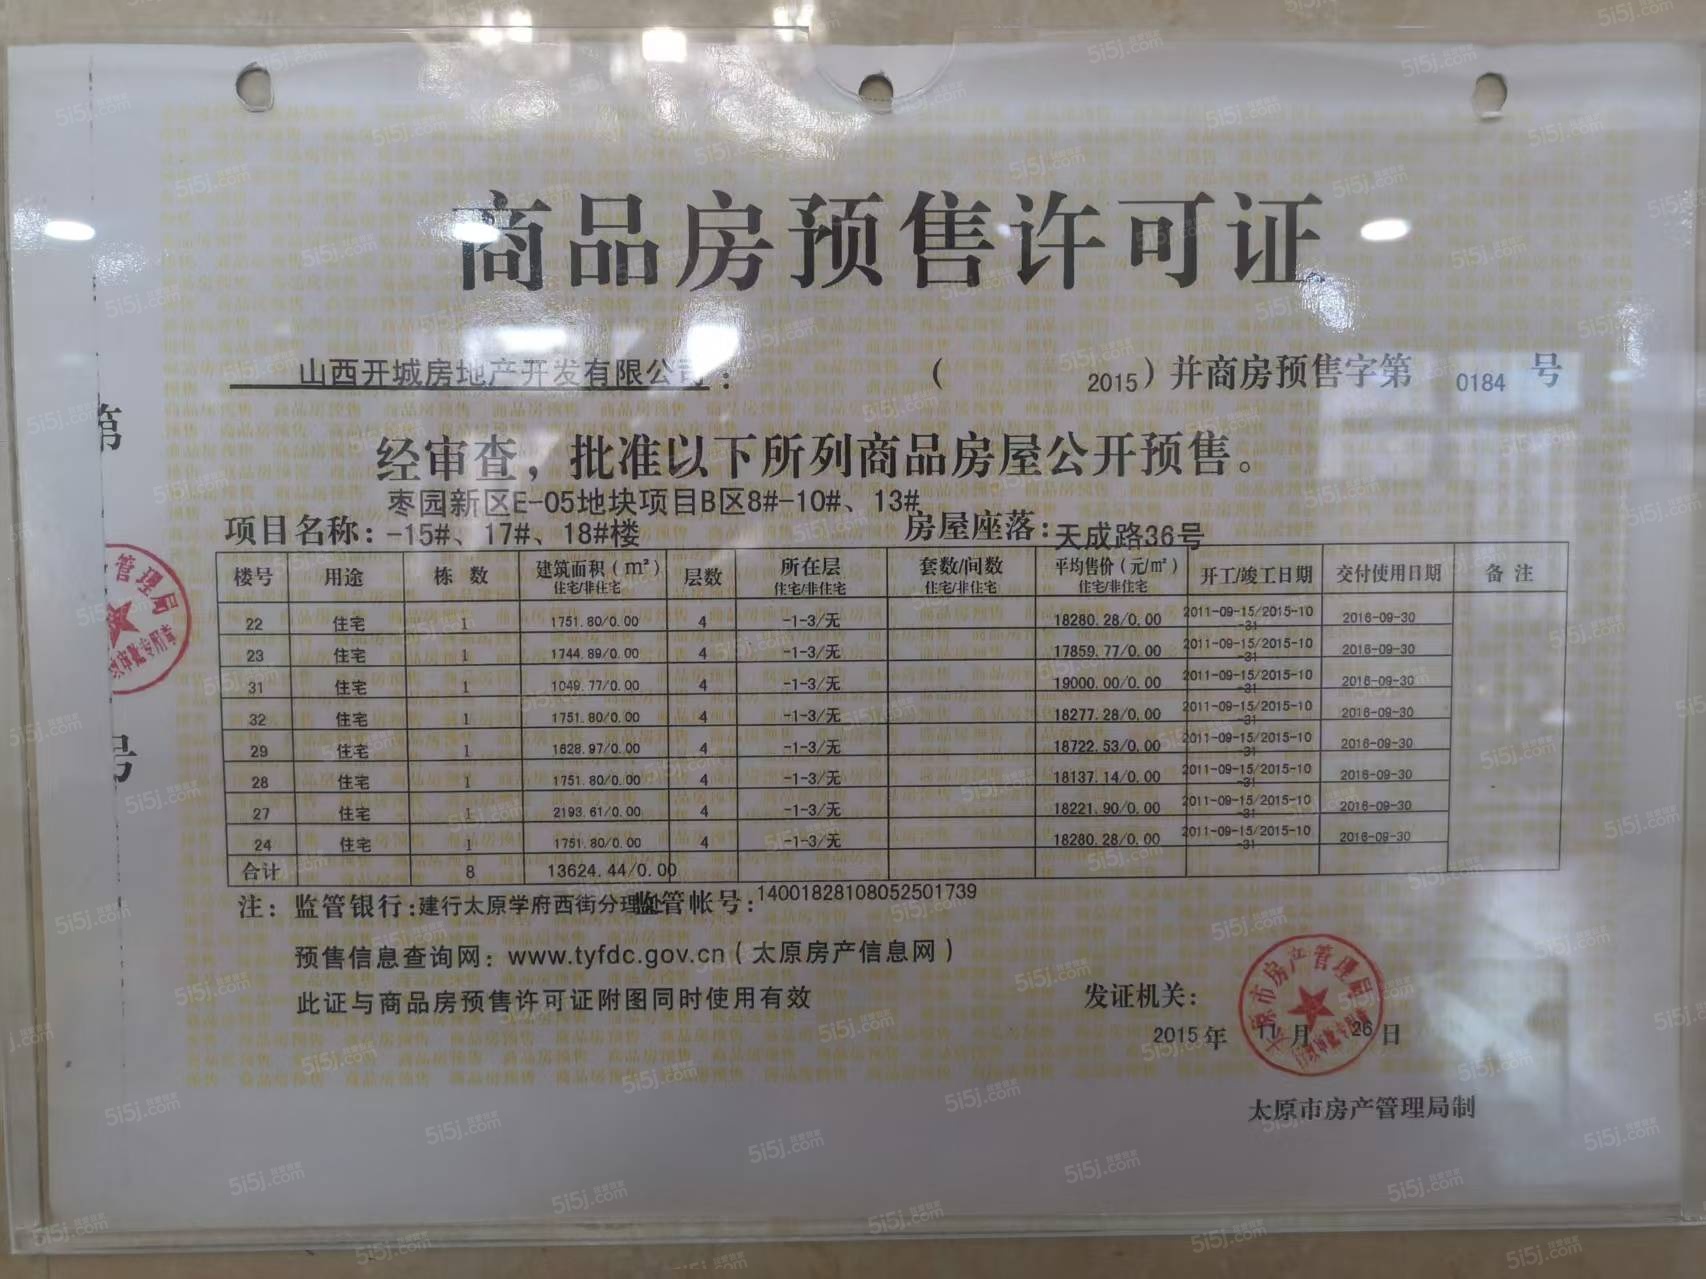 商品房预售许可证
山西开城房地产开发有限公司： （ 2015）并商房预售字第 0184 号
经审查，批准以下所列商品房屋公开预售。
枣园新区E-05地块项目B区8#-10#、13#
项目名称：-15#、17#、18#楼 房屋座落：天成路36号
楼号 用途 栋 数 建筑面积（㎡） 层数 所在层 套数/间数 平均售价（元/㎡） 开工/竣工日期 交付使用日期 备 注
住宅/非住宅 住宅/非住宅 住宅/非住宅 住宅/非住宅
22 住宅 1 1751.80/0.00 4 -1-3/无 18280.28/0.00 2011-09-15/2015-10-31 2016-09-30
23 住宅 1 1744.89/0.00 4 -1-3/无 17859.77/0.00 2011-09-15/2015-10-31 2016-09-30
31 住宅 1 1049.77/0.00 4 -1-3/无 19000.00/0.00 2011-09-15/2015-10-31 2016-09-30
32 住宅 1 1751.80/0.00 4 -1-3/无 18277.28/0.00 2011-09-15/2015-10-31 2016-09-30
29 住宅 1 1628.97/0.00 4 -1-3/无 18722.53/0.00 2011-09-15/2015-10-31 2016-09-30
28 住宅 1 1751.80/0.00 4 -1-3/无 18137.14/0.00 2011-09-15/2015-10-31 2016-09-30
27 住宅 1 2193.61/0.00 4 -1-3/无 18221.90/0.00 2011-09-15/2015-10-31 2016-09-30
24 住宅 1 1751.80/0.00 4 -1-3/无 18280.28/0.00 2011-09-15/2015-10-31 2016-09-30
合计 8 13624.44/0.00
注：监管银行:建行太原学府西街分理处 监管帐号:14001828108052501739
预售信息查询网：www.tyfdc.gov.cn（太原房产信息网）
此证与商品房预售许可证附图同时使用有效
发证机关：
2015 年 11 月 26 日
太原市房产管理局
太原市房产管理局制
第
管理局
号
5i5j.com